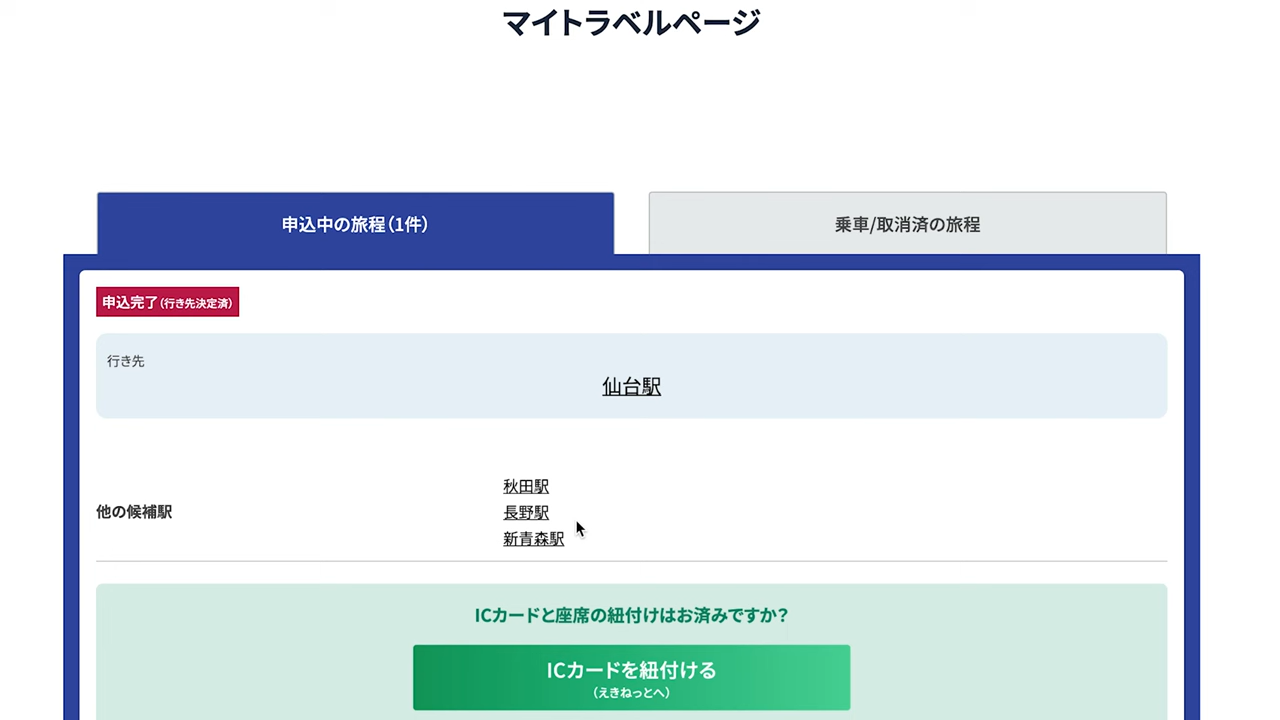 マイトラベルページ
申込中の旅程（1件）
乗車/取消済の旅程
申込完了（行き先決定済）
行き先
仙台駅
秋田駅
他の候補駅
長野駅
新青森駅
ICカードと座席の紐付けはお済みですか？
ICカードを紐付ける
（えきねっとへ）